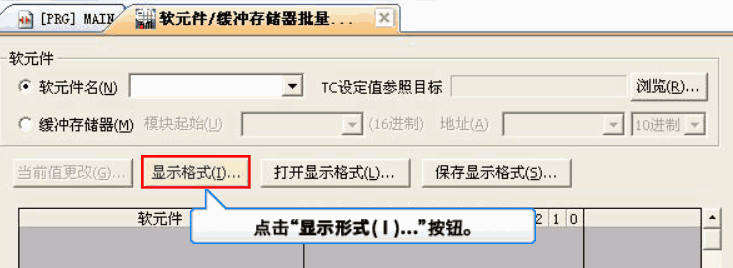 [PRG] MAIN 软元件/缓冲存储器批量...
软元件
软元件名(N) TC设定值参照目标 浏览(R)...
缓冲存储器(M) 模块起始(U) (16进制) 地址(A) 10进制
当前值更改(G)... 显示格式(I)... 打开显示格式(L)... 保存显示格式(S)...
软元件 2 1 0
点击“显示形式(I)...”按钮。